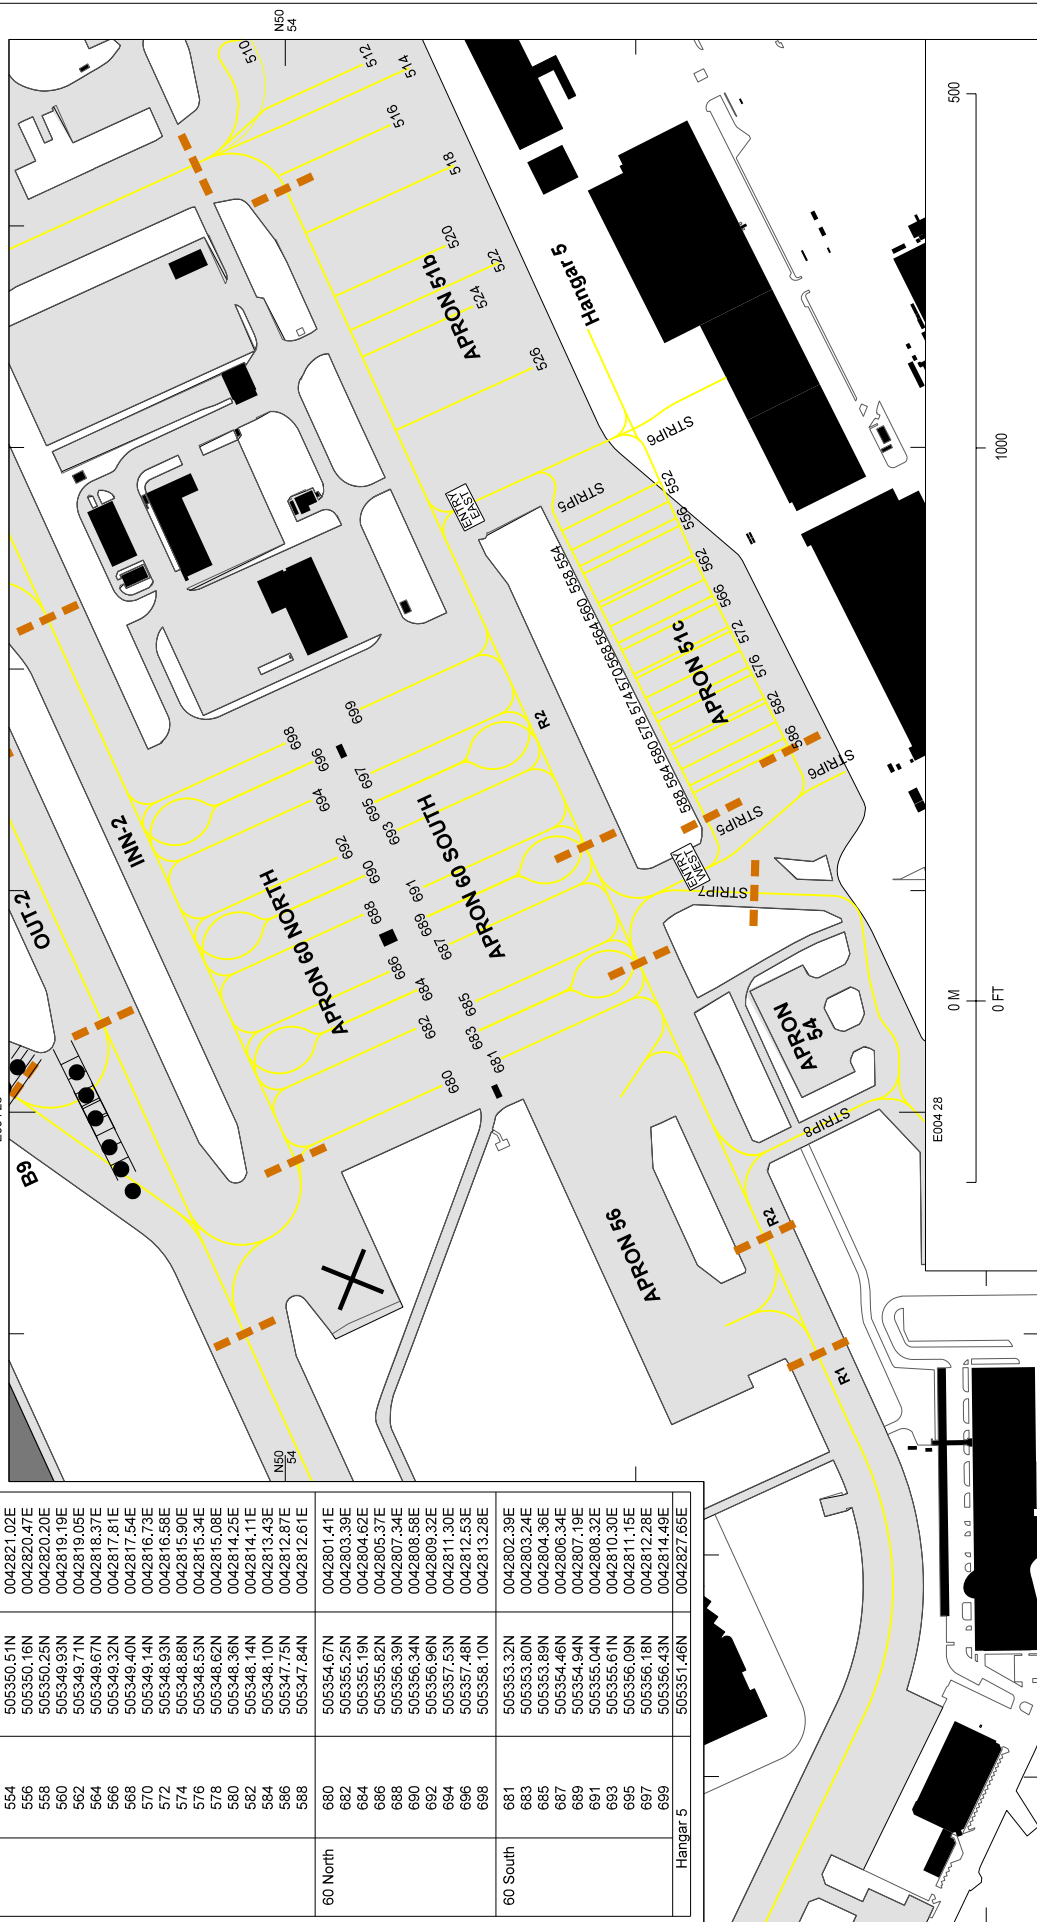 N50
54
510
512
514
516
518
520
522
524
526
APRON 51b
Hangar 5
500
1000
STRIP6
STRIP5
ENTRY
EAST
552
556
562
566
572
576
582
586
554
558
560
564
568
570
574
578
580
584
588
APRON 51c
STRIP6
STRIP5
ENTRY
WEST
STRIP7
R2
699
697
695
693
691
689
687
685
683
681
APRON 60 SOUTH
698
696
694
692
690
688
686
684
682
680
APRON 60 NORTH
INN-2
OUT-2
B9
APRON
54
STRIP8
0 M
0 FT
E004 28
APRON 56
R2
R1
N50
54
554 505350.51N 0042821.02E
556 505350.16N 0042820.47E
558 505350.25N 0042820.20E
560 505349.93N 0042819.19E
562 505349.71N 0042819.05E
564 505349.67N 0042818.37E
566 505349.32N 0042817.81E
568 505349.40N 0042817.54E
570 505349.14N 0042816.73E
572 505348.93N 0042816.58E
574 505348.88N 0042815.90E
576 505348.53N 0042815.34E
578 505348.62N 0042815.08E
580 505348.36N 0042814.25E
582 505348.14N 0042814.11E
584 505348.10N 0042813.43E
586 505347.75N 0042812.87E
588 505347.84N 0042812.61E
60 North 680 505354.67N 0042801.41E
682 505355.25N 0042803.39E
684 505355.19N 0042804.62E
686 505355.82N 0042805.37E
688 505356.39N 0042807.34E
690 505356.34N 0042808.58E
692 505356.96N 0042809.32E
694 505357.53N 0042811.30E
696 505357.48N 0042812.53E
698 505358.10N 0042813.28E
60 South 681 505353.32N 0042802.39E
683 505353.80N 0042803.24E
685 505353.89N 0042804.36E
687 505354.46N 0042806.34E
689 505354.94N 0042807.19E
691 505355.04N 0042808.32E
693 505355.61N 0042810.30E
695 505356.09N 0042811.15E
697 505356.18N 0042812.28E
699 505356.43N 0042814.49E
Hangar 5 505351.46N 0042827.65E